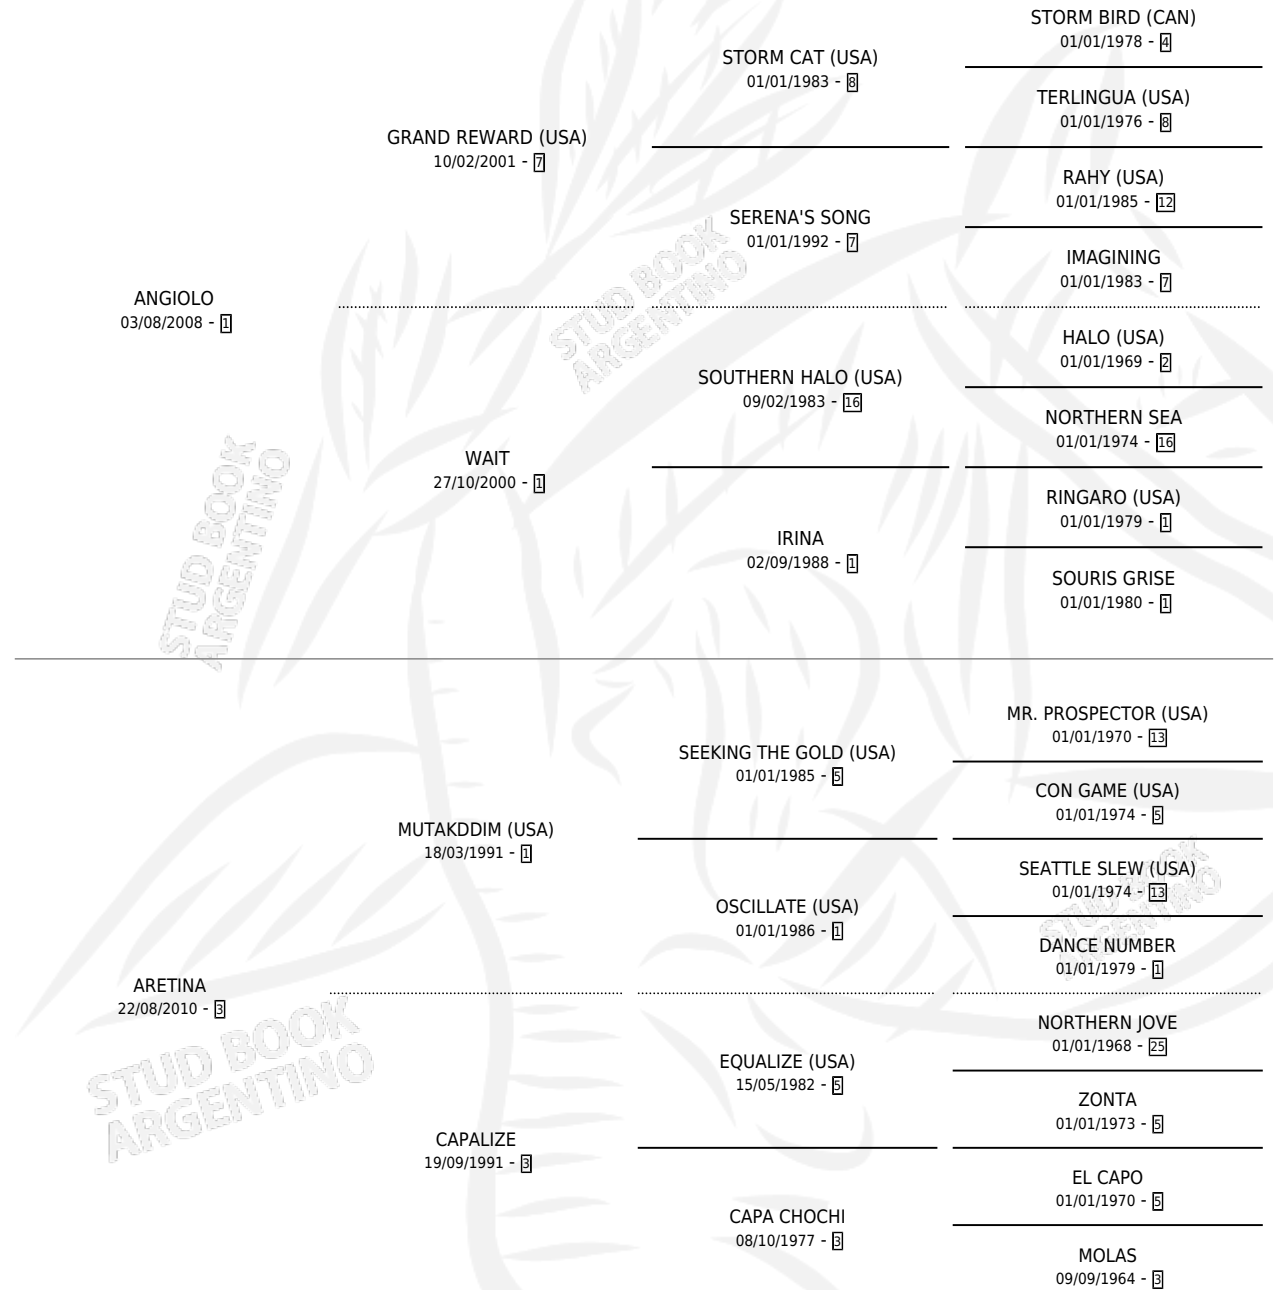 STORM BIRD (CAN)
01/01/1978 - 4
STORM CAT (USA)
01/01/1983 - 8
TERLINGUA (USA)
01/01/1976 - 8
GRAND REWARD (USA)
10/02/2001 - 7
RAHY (USA)
01/01/1985 - 12
SERENA'S SONG
01/01/1992 - 7
IMAGINING
01/01/1983 - 7
ANGIOLO
03/08/2008 - 1
HALO (USA)
01/01/1969 - 2
SOUTHERN HALO (USA)
09/02/1983 - 16
NORTHERN SEA
01/01/1974 - 16
WAIT
27/10/2000 - 1
RINGARO (USA)
01/01/1979 - 1
IRINA
02/09/1988 - 1
SOURIS GRISE
01/01/1980 - 1
MR. PROSPECTOR (USA)
01/01/1970 - 13
SEEKING THE GOLD (USA)
01/01/1985 - 5
CON GAME (USA)
01/01/1974 - 5
MUTAKDDIM (USA)
18/03/1991 - 1
SEATTLE SLEW (USA)
01/01/1974 - 13
OSCILLATE (USA)
01/01/1986 - 1
DANCE NUMBER
01/01/1979 - 1
ARETINA
22/08/2010 - 3
NORTHERN JOVE
01/01/1968 - 25
EQUALIZE (USA)
15/05/1982 - 5
ZONTA
01/01/1973 - 5
CAPALIZE
19/09/1991 - 3
EL CAPO
01/01/1970 - 5
CAPA CHOCHI
08/10/1977 - 3
MOLAS
09/09/1964 - 3
STUD BOOK
ARGENTINO
STUD BOOK
ARGENTINO
STUD BOOK
ARGENTINO
STUD BOOK
ARGENTINO